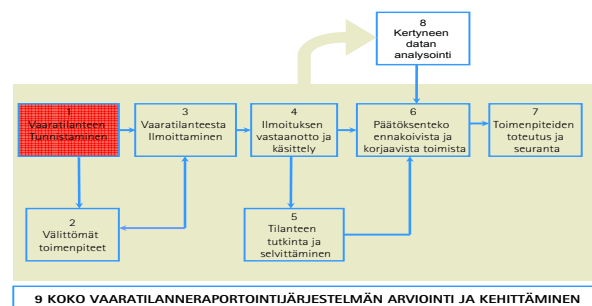 8
Kertyneen
datan
analysointi
1
Vaaratilanteen
Tunnistaminen
3
Vaaratilanteesta
Ilmoittaminen
4
Ilmoituksen
vastaanotto ja
käsittely
6
Päätöksenteko
ennakoivista ja
korjaavista toimista
7
Toimenpiteiden
toteutus ja
seuranta
2
Välittömät
toimenpiteet
5
Tilanteen
tutkinta ja
selvittäminen
9 KOKO VAARATILANNERAPORTOINTIJÄRJESTELMÄN ARVIOINTI JA KEHITTÄMINEN